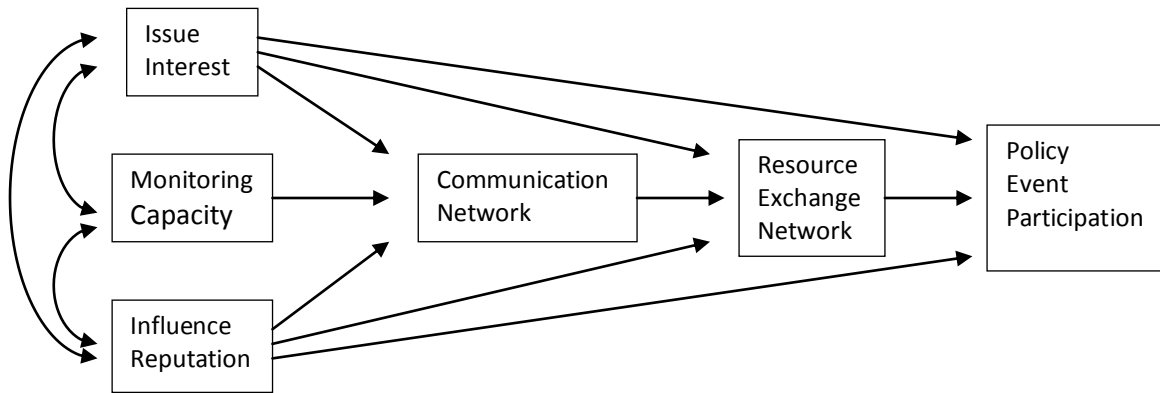 Issue
Interest
Monitoring
Capacity
Influence
Reputation
Communication
Network
Resource
Exchange
Network
Policy
Event
Participation